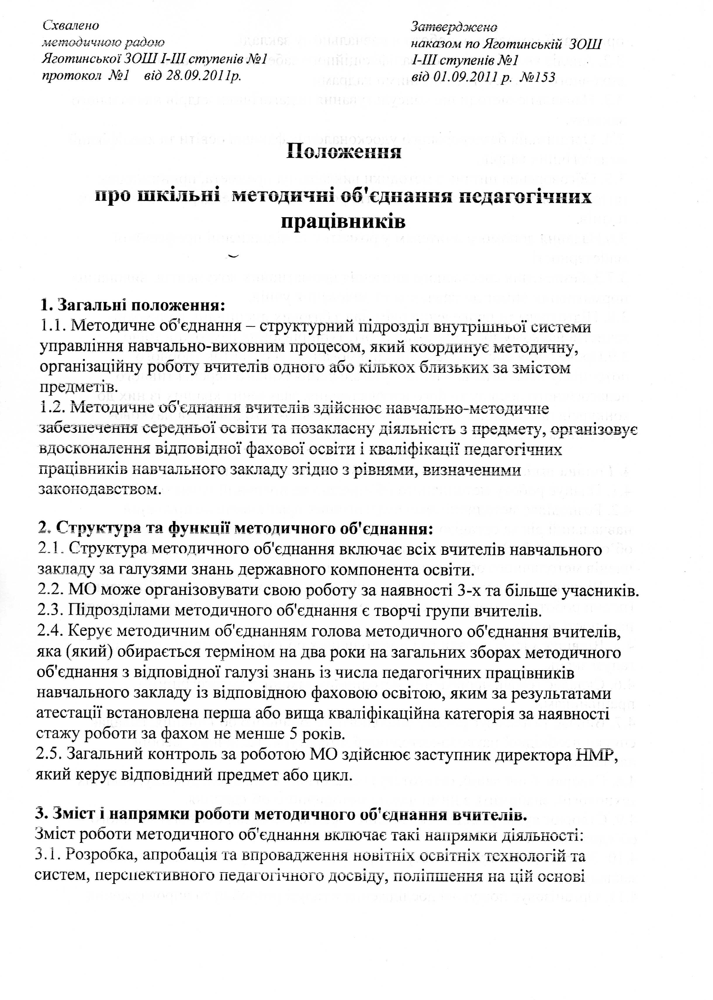 Схвалено
методичною радою
Яготинської ЗОШ І-ІІІ ступенів №1
протокол №1 від 28.09.2011р.
Затверджено
наказом по Яготинській ЗОШ
І-ІІІ ступенів №1
від 01.09.2011 р. №153
Положення
про шкільні методичні об'єднання педагогічних
працівників
1. Загальні положення:
1.1. Методичне об'єднання – структурний підрозділ внутрішньої системи
управління навчально-виховним процесом, який координує методичну,
організаційну роботу вчителів одного або кількох близьких за змістом
предметів.
1.2. Методичне об'єднання вчителів здійснює навчально-методичне
забезпечення середньої освіти та позакласну діяльність з предмету, організовує
вдосконалення відповідної фахової освіти і кваліфікації педагогічних
працівників навчального закладу згідно з рівнями, визначеними
законодавством.
2. Структура та функції методичного об'єднання:
2.1. Структура методичного об'єднання включає всіх вчителів навчального
закладу за галузями знань державного компонента освіти.
2.2. МО може організовувати свою роботу за наявності 3-х та більше учасників.
2.3. Підрозділами методичного об'єднання є творчі групи вчителів.
2.4. Керує методичним об'єднанням голова методичного об'єднання вчителів,
яка (який) обирається терміном на два роки на загальних зборах методичного
об'єднання з відповідної галузі знань із числа педагогічних працівників
навчального закладу із відповідною фаховою освітою, яким за результатами
атестації встановлена перша або вища кваліфікаційна категорія за наявності
стажу роботи за фахом не менше 5 років.
2.5. Загальний контроль за роботою МО здійснює заступник директора НМР,
який керує відповідний предмет або цикл.
3. Зміст і напрямки роботи методичного об'єднання вчителів.
Зміст роботи методичного об'єднання включає такі напрямки діяльності:
3.1. Розробка, апробація та впровадження новітніх освітніх технологій та
систем, перспективного педагогічного досвіду, поліпшення на цій основі